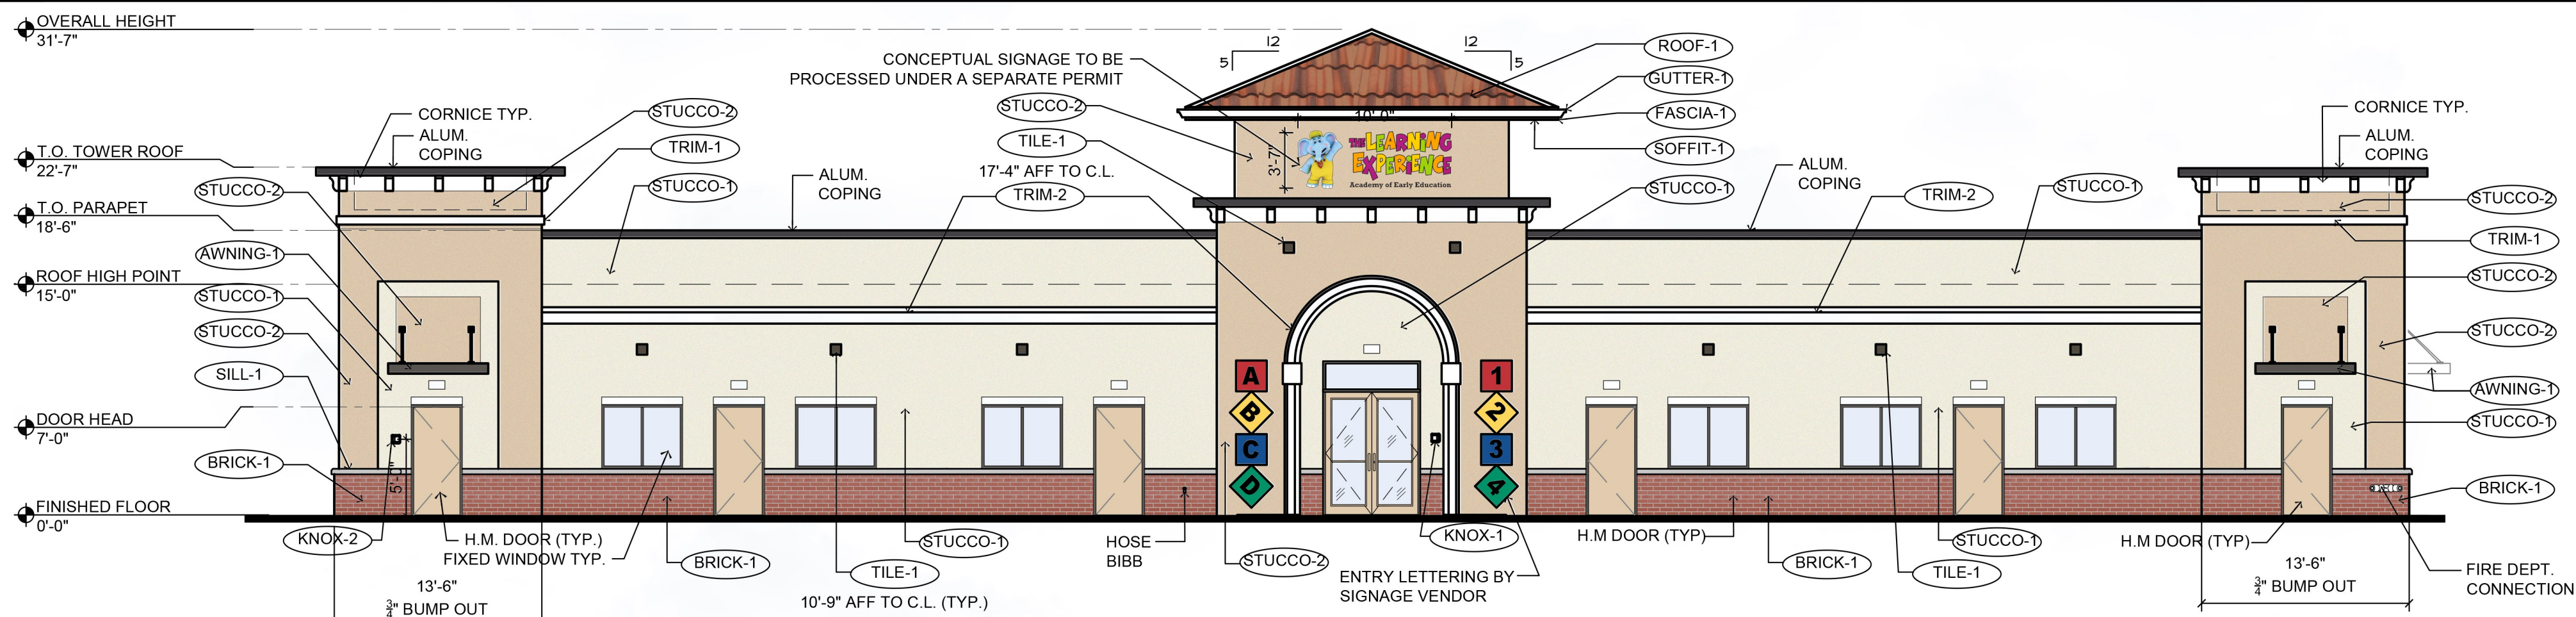 OVERALL HEIGHT
31'-7"
T.O. TOWER ROOF
22'-7"
T.O. PARAPET
18'-6"
ROOF HIGH POINT
15'-0"
DOOR HEAD
7'-0"
FINISHED FLOOR
0'-0"
CORNICE TYP.
ALUM.
COPING
STUCCO-2
TRIM-1
STUCCO-1
STUCCO-2
AWNING-1
STUCCO-1
STUCCO-2
SILL-1
BRICK-1
KNOX-2
5'-0"
H.M. DOOR (TYP.)
FIXED WINDOW TYP.
13'-6"
3/4" BUMP OUT
BRICK-1
ALUM.
COPING
CONCEPTUAL SIGNAGE TO BE
PROCESSED UNDER A SEPARATE PERMIT
STUCCO-2
TILE-1
17'-4" AFF TO C.L.
TRIM-2
12
5
12
5
10'-0"
3'-7"
THE LEARNING
EXPERIENCE
Academy of Early Education
A
B
C
D
1
2
3
4
ROOF-1
GUTTER-1
FASCIA-1
SOFFIT-1
STUCCO-1
STUCCO-1
TILE-1
10'-9" AFF TO C.L. (TYP.)
HOSE
BIBB
STUCCO-2
KNOX-1
ENTRY LETTERING BY
SIGNAGE VENDOR
ALUM.
COPING
TRIM-2
STUCCO-1
H.M DOOR (TYP)
BRICK-1
STUCCO-1
TILE-1
H.M DOOR (TYP)
13'-6"
3/4" BUMP OUT
CORNICE TYP.
ALUM.
COPING
STUCCO-2
TRIM-1
STUCCO-2
STUCCO-2
AWNING-1
STUCCO-1
BRICK-1
FIRE DEPT.
CONNECTION